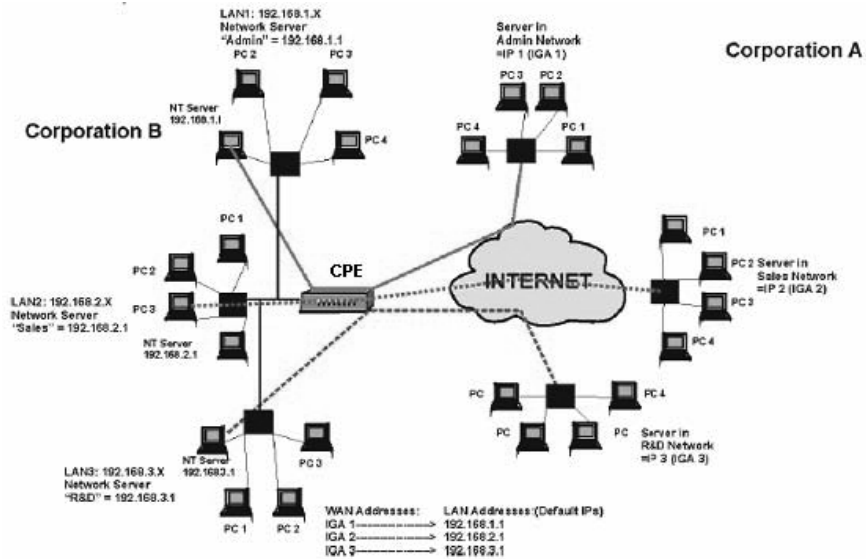 LAN1: 192.168.1.X
Network Server
"Admin" = 192.168.1.1
PC 2
PC 3
NT Server
192.168.1.1
PC 4
Corporation B
Server in
Admin Network
=IP 1 (IGA 1)
PC 3
PC 2
PC 4
PC 1
Corporation A
PC 1
PC 2
PC 3
LAN2: 192.168.2.X
Network Server
"Sales" = 192.168.2.1
NT Server
192.168.2.1
CPE
INTERNET
PC 1
PC 2
PC 3
PC 4
Server in
Sales Network
=IP 2 (IGA 2)
NT Server
192.1683.1
PC 3
LAN3: 192.168.3.X
Network Server
"R&D" = 192.168.3.1
PC 1
PC 2
PC
PC 4
PC
PC
Server in
R&D Network
=IP 3 (IGA 3)
WAN Addresses: LAN Addresses:(Default IPs)
IGA 1 192.168.1.1
IGA 2 192.168.2.1
IGA 3 192.168.3.1